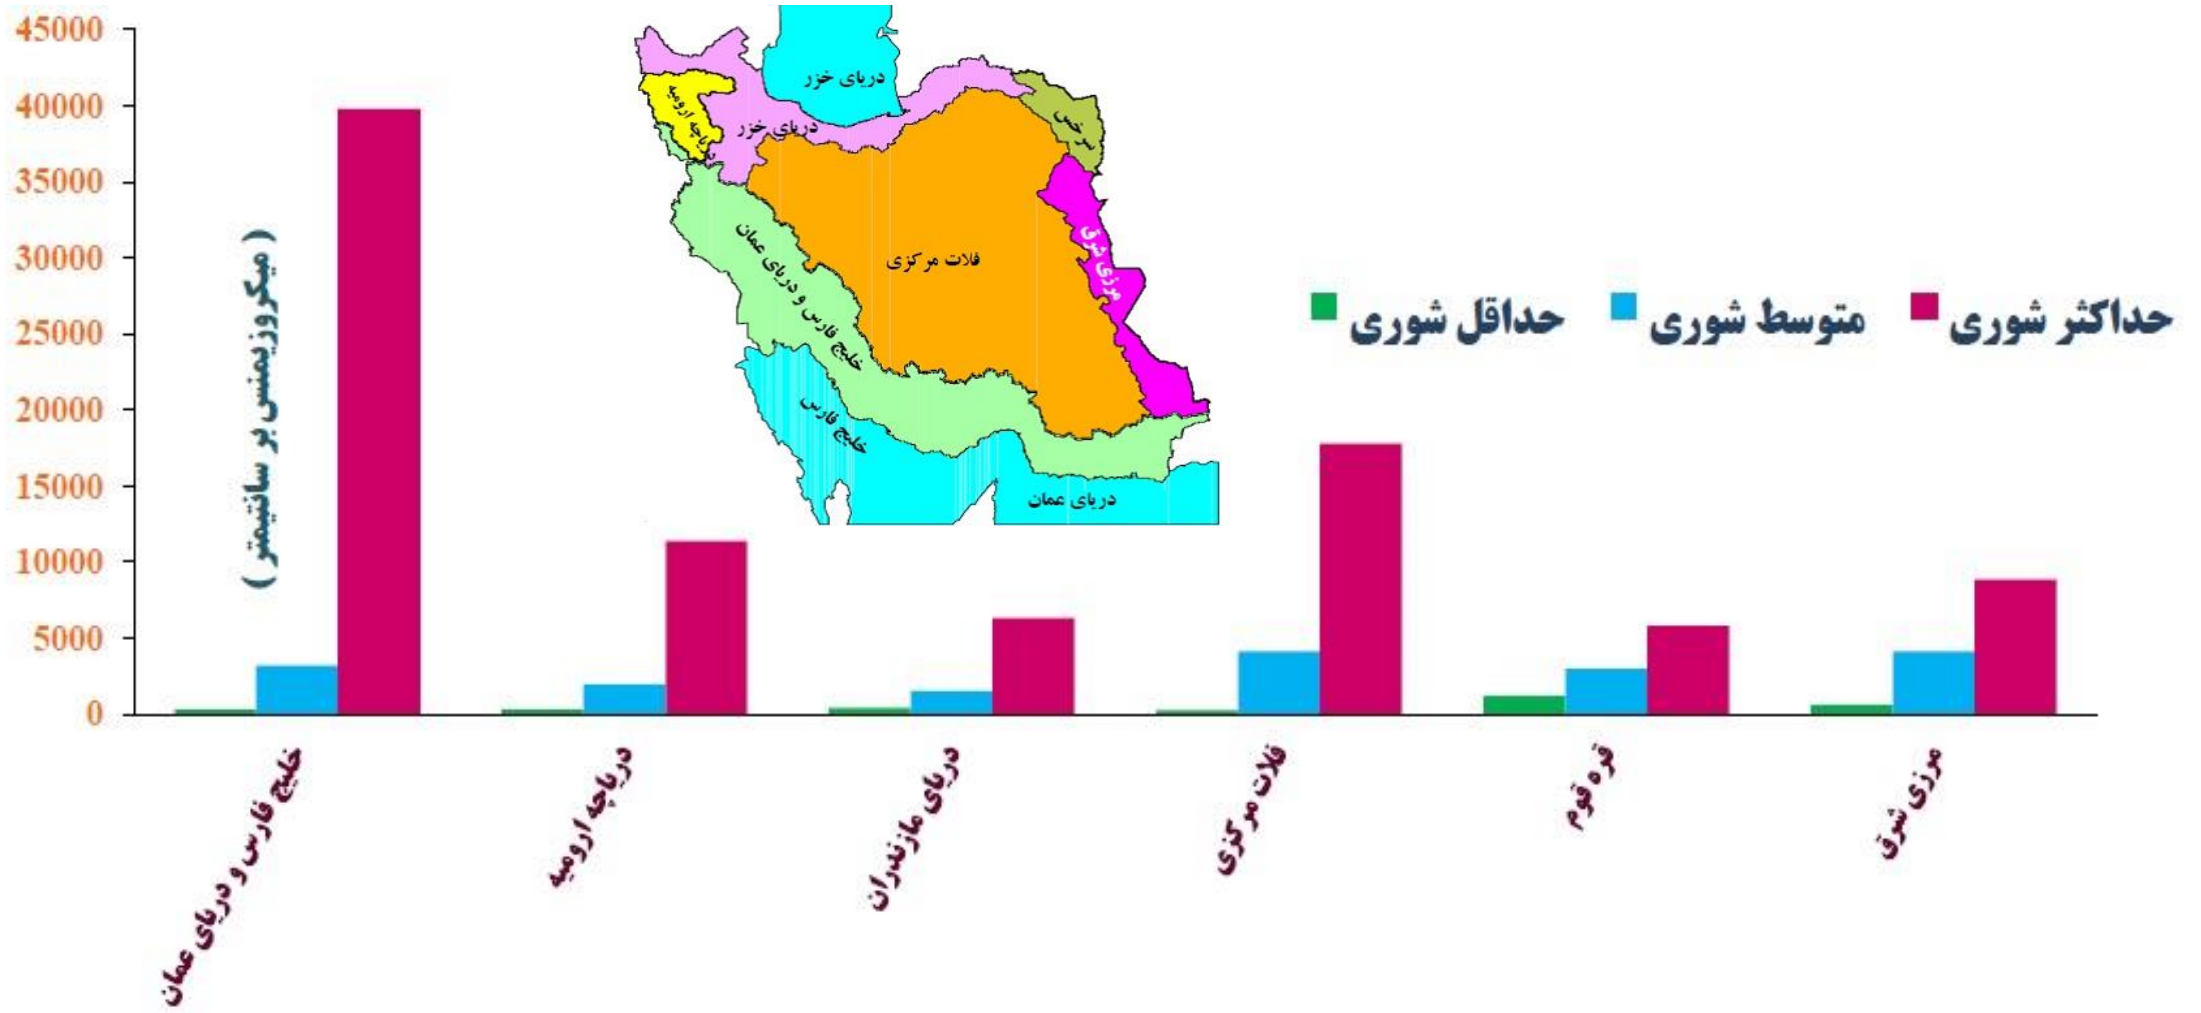 45000
40000
35000
30000
25000
20000
15000
10000
5000
0
( میکروزیمنس بر سانتیمتر )
دریای خزر
دریاچه ارومیه
دریای خزر
سرخس
مرزی شرق
فلات مرکزی
خلیج فارس و دریای عمان
خلیج فارس
دریای عمان
حداقل شوری
متوسط شوری
حداکثر شوری
خلیج فارس و دریای عمان
دریاچه ارومیه
دریای مازندران
فلات مرکزی
قره قوم
مرزی شرق